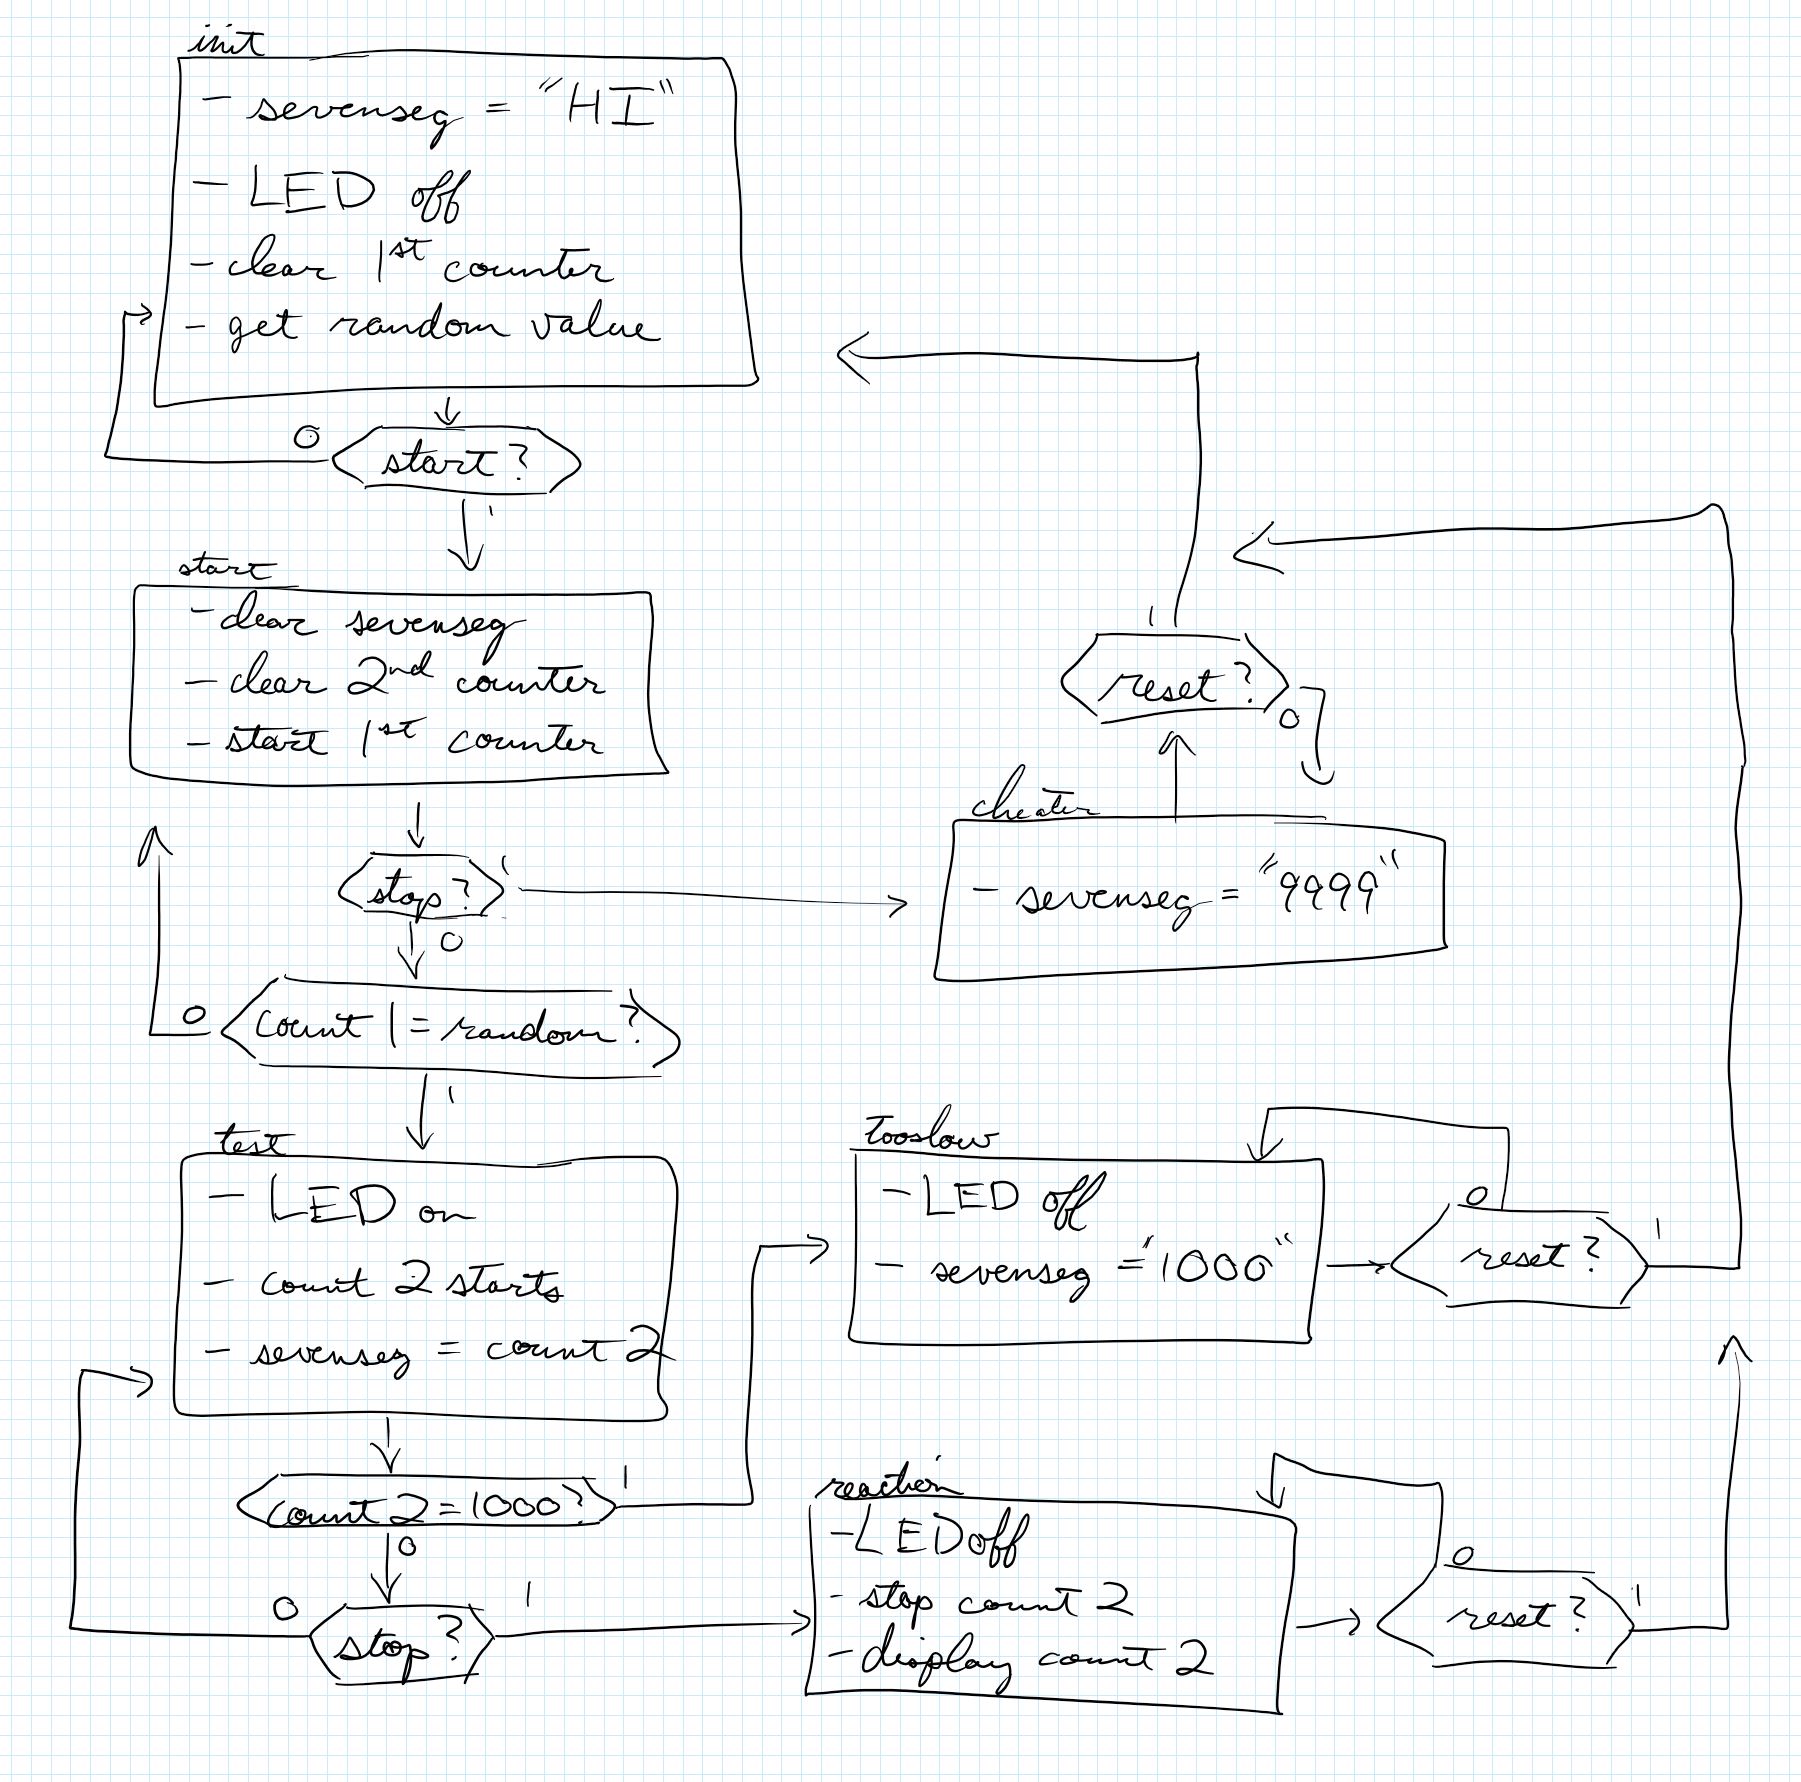 init
- sevenseg = "HI"
- LED off
- clear 1st counter
- get random value
0
start?
1
start
- clear sevenseg
- clear 2nd counter
- start 1st counter
stop?
1
0
count 1 = random?
0
1
test
- LED on
- count 2 starts
- sevenseg = count 2
count 2 = 1000?
1
0
stop?
0
1
1
reset?
0
cheater
- sevenseg = "9999"
tooslow
- LED off
- sevenseg = "1000"
0
reset?
1
reaction
- LED off
- stop count 2
- display count 2
0
reset?
1